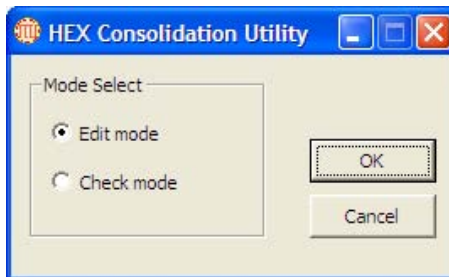 HEX Consolidation Utility
Mode Select
Edit mode
Check mode
OK
Cancel